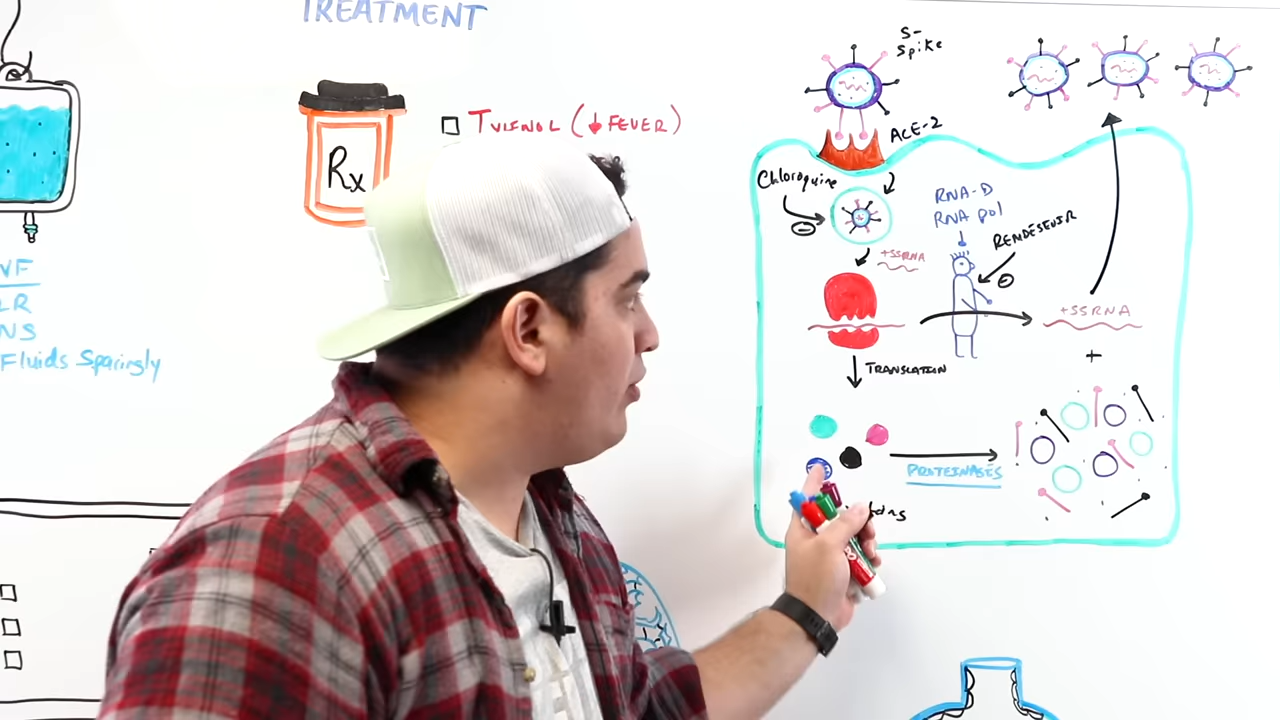 TREATMENT
Rx
TYLENOL (↓ FEVER)
LR
NS
Fluids Sparingly
S-
Spike
ACE-2
Chloroquine
RNA-D
RNA pol
RENDESEVIR
+SSRNA
+SSRNA
+
TRANSLATION
PROTEINASES